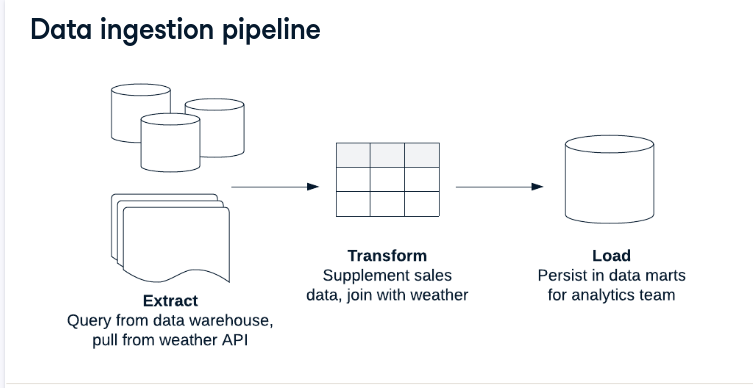 Data ingestion pipeline
Extract
Query from data warehouse,
pull from weather API
Transform
Supplement sales
data, join with weather
Load
Persist in data marts
for analytics team